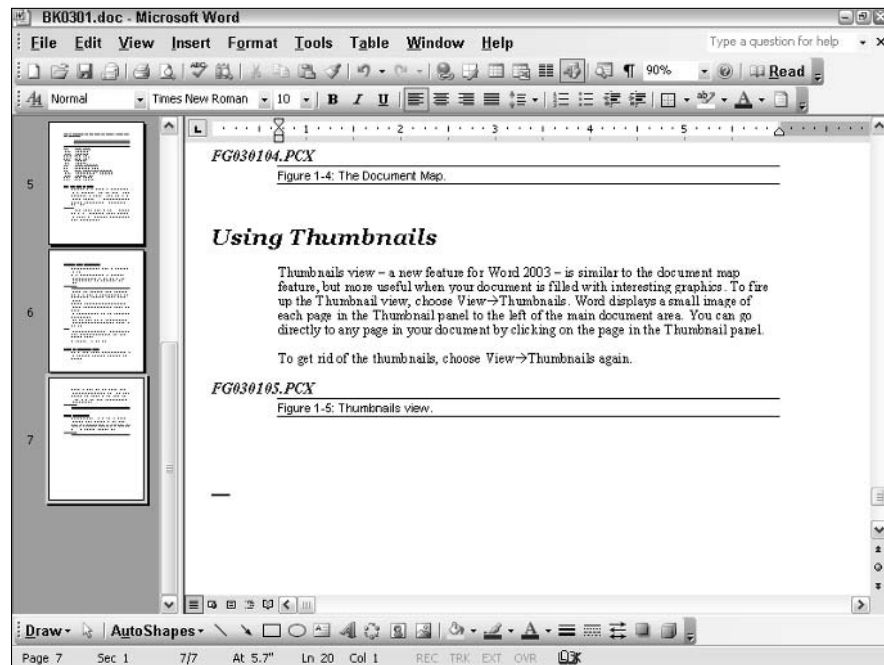 BK0301.doc - Microsoft Word
File Edit View Insert Format Tools Table Window Help Type a question for help
90% Read
Normal Times New Roman 10 B I U
1 2 3 4 5
FG030104.PCX
Figure 1-4: The Document Map.
Using Thumbnails
Thumbnails view – a new feature for Word 2003 – is similar to the document map
feature, but more useful when your document is filled with interesting graphics. To fire
up the Thumbnail view, choose View→Thumbnails. Word displays a small image of
each page in the Thumbnail panel to the left of the main document area. You can go
directly to any page in your document by clicking on the page in the Thumbnail panel.
To get rid of the thumbnails, choose View→Thumbnails again.
FG030105.PCX
Figure 1-5: Thumbnails view.
5
6
7
Draw AutoShapes
Page 7 Sec 1 7/7 At 5.7" Ln 20 Col 1 REC TRK EXT OVR